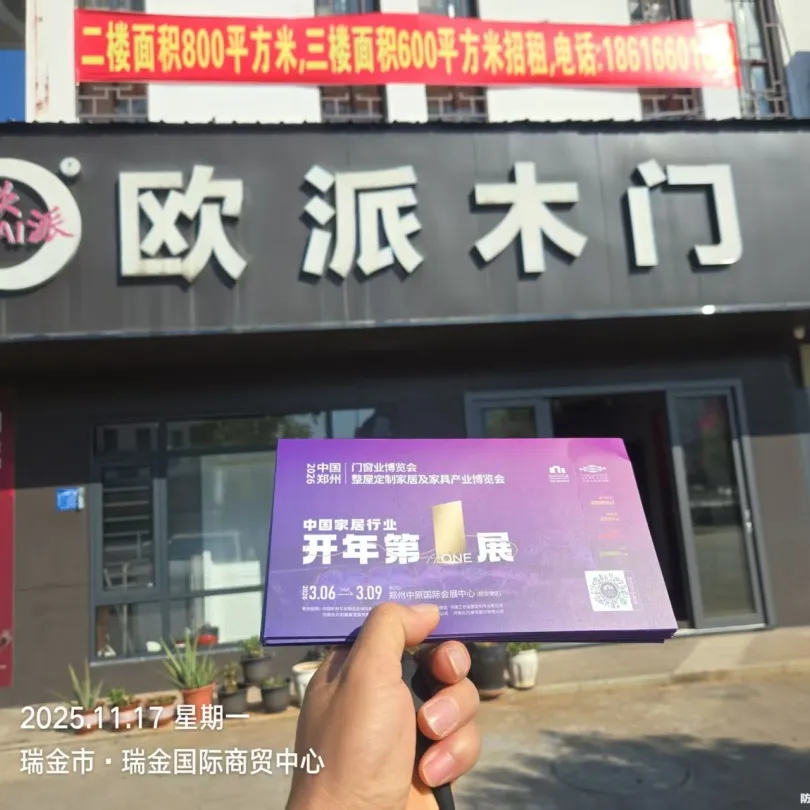 二楼面积800平方米,三楼面积600平方米招租,电话:186166016
派
欧派木门
2026
中国
郑州
门窗业博览会
整屋定制家居及家具产业博览会
中国家居行业
开年第
ONE
展
3.06
3.09
郑州中原国际会展中心
2025.11.17 星期一
瑞金市·瑞金国际商贸中心
防